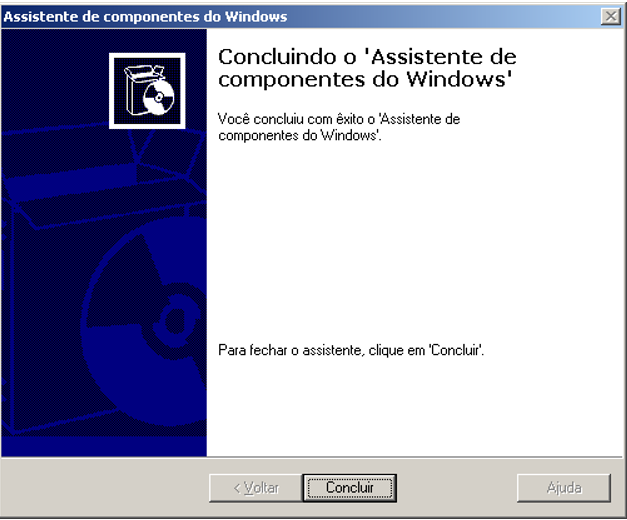 Assistente de componentes do Windows
Concluindo o 'Assistente de
componentes do Windows'
Você concluiu com êxito o 'Assistente de
componentes do Windows'.
Para fechar o assistente, clique em 'Concluir'.
< Voltar
Concluir
Ajuda